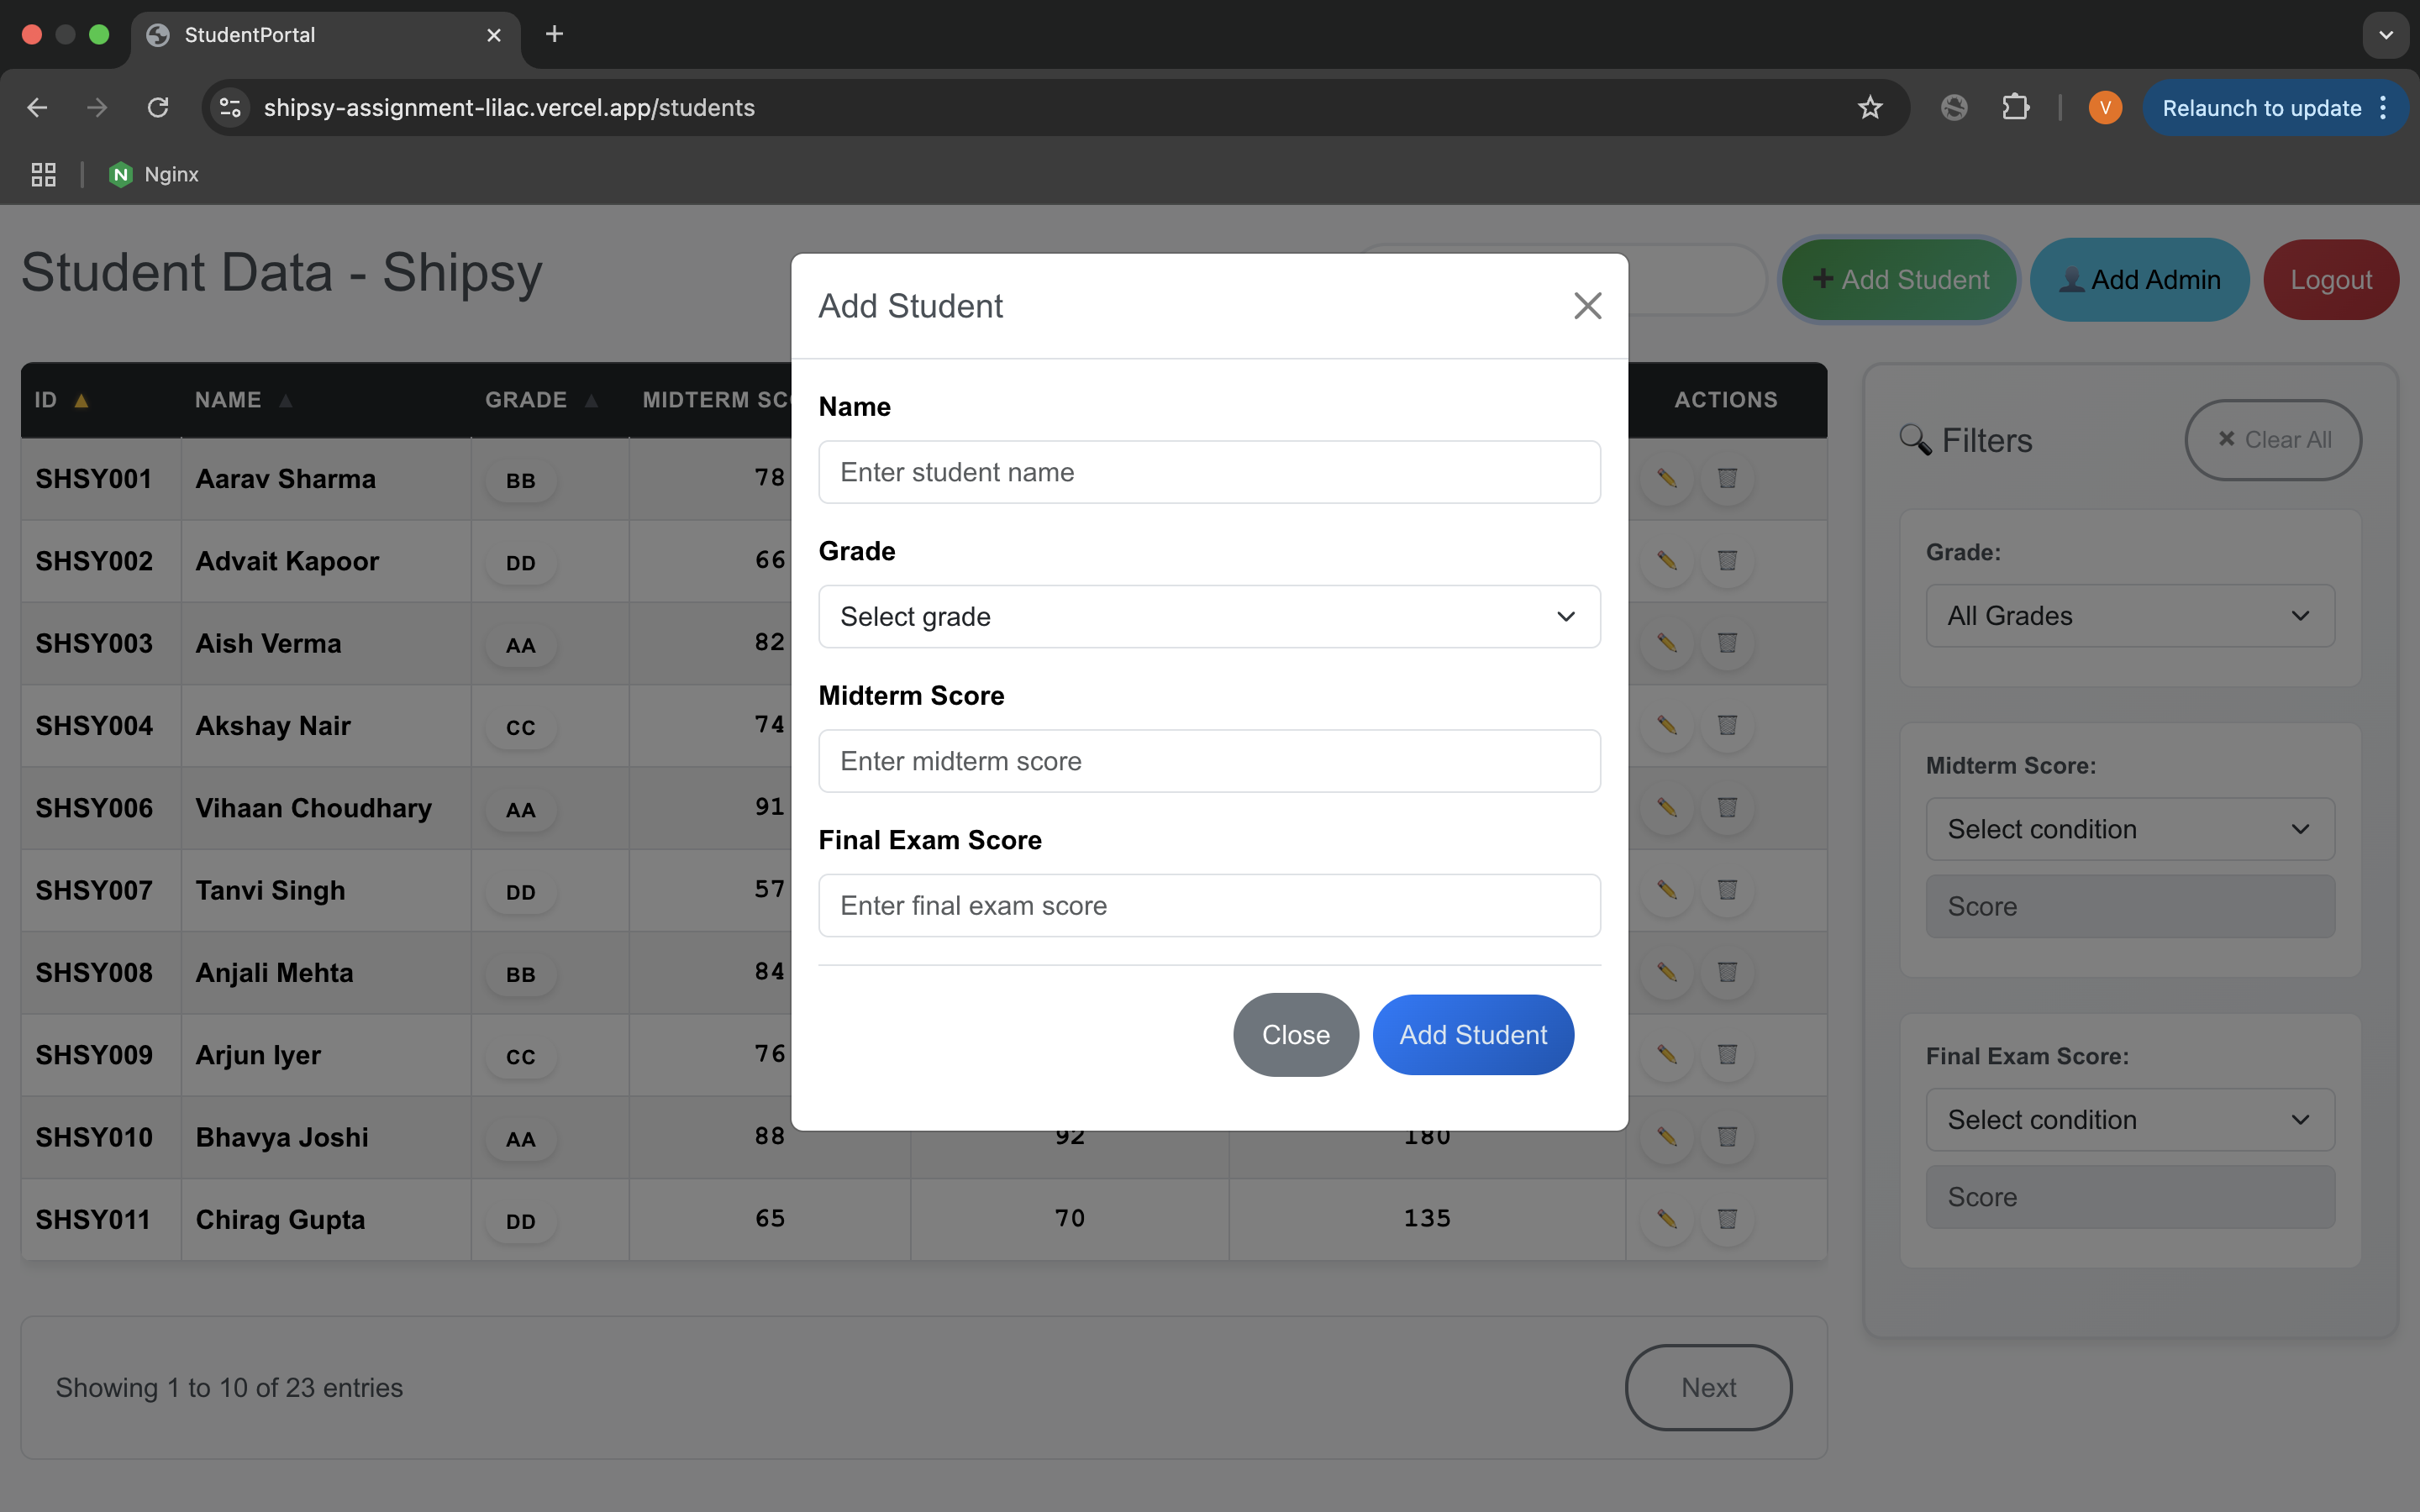 StudentPortal
shipsy-assignment-lilac.vercel.app/students
V
Relaunch to update
Nginx
Student Data - Shipsy
Add Student
Add Admin
Logout
ID NAME GRADE MIDTERM SC ACTIONS
SHSY001 Aarav Sharma BB 78
SHSY002 Advait Kapoor DD 66
SHSY003 Aish Verma AA 82
SHSY004 Akshay Nair CC 74
SHSY006 Vihaan Choudhary AA 91
SHSY007 Tanvi Singh DD 57
SHSY008 Anjali Mehta BB 84
SHSY009 Arjun Iyer CC 76
SHSY010 Bhavya Joshi AA 88 92 180
SHSY011 Chirag Gupta DD 65 70 135
Showing 1 to 10 of 23 entries
Next
Add Student
Name
Enter student name
Grade
Select grade
Midterm Score
Enter midterm score
Final Exam Score
Enter final exam score
Close
Add Student
Filters
Clear All
Grade:
All Grades
Midterm Score:
Select condition
Score
Final Exam Score:
Select condition
Score